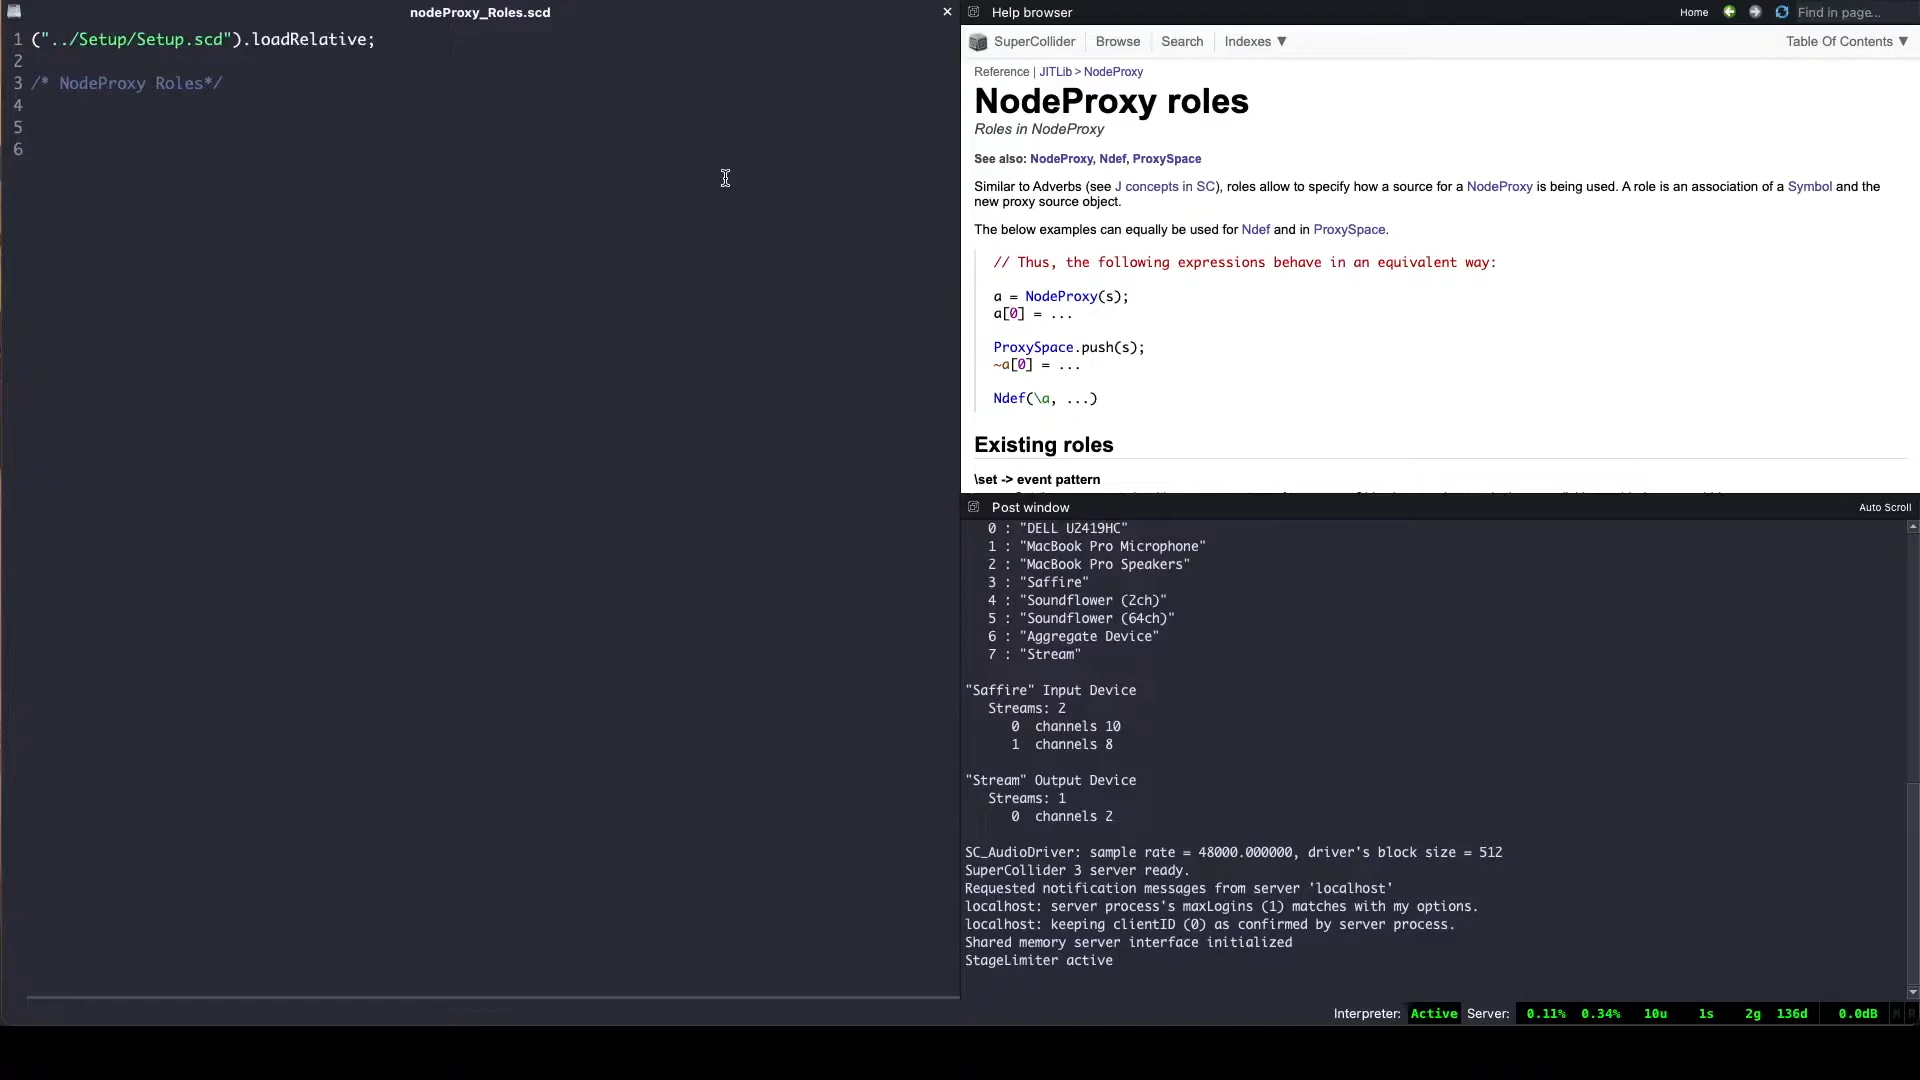 nodeProxy_Roles.scd
1 ("../Setup/Setup.scd").loadRelative;
2
3 /* NodeProxy Roles*/
4
5
6
Help browser
Home
Find in page...
SuperCollider
Browse
Search
Indexes ▼
Table Of Contents ▼
Reference | JITLib > NodeProxy
NodeProxy roles
Roles in NodeProxy
See also: NodeProxy, Ndef, ProxySpace
Similar to Adverbs (see J concepts in SC), roles allow to specify how a source for a NodeProxy is being used. A role is an association of a Symbol and the
new proxy source object.
The below examples can equally be used for Ndef and in ProxySpace.
// Thus, the following expressions behave in an equivalent way:
a = NodeProxy(s);
a[0] = ...
ProxySpace.push(s);
~a[0] = ...
Ndef(\a, ...)
Existing roles
\set -> event pattern
Post window
Auto Scroll
0 : "DELL U2419HC"
1 : "MacBook Pro Microphone"
2 : "MacBook Pro Speakers"
3 : "Saffire"
4 : "Soundflower (2ch)"
5 : "Soundflower (64ch)"
6 : "Aggregate Device"
7 : "Stream"
"Saffire" Input Device
Streams: 2
0 channels 10
1 channels 8
"Stream" Output Device
Streams: 1
0 channels 2
SC_AudioDriver: sample rate = 48000.000000, driver's block size = 512
SuperCollider 3 server ready.
Requested notification messages from server 'localhost'
localhost: server process's maxLogins (1) matches with my options.
localhost: keeping clientID (0) as confirmed by server process.
Shared memory server interface initialized
StageLimiter active
Interpreter: Active Server: 0.11% 0.34% 10u 1s 2g 136d 0.0dB M R